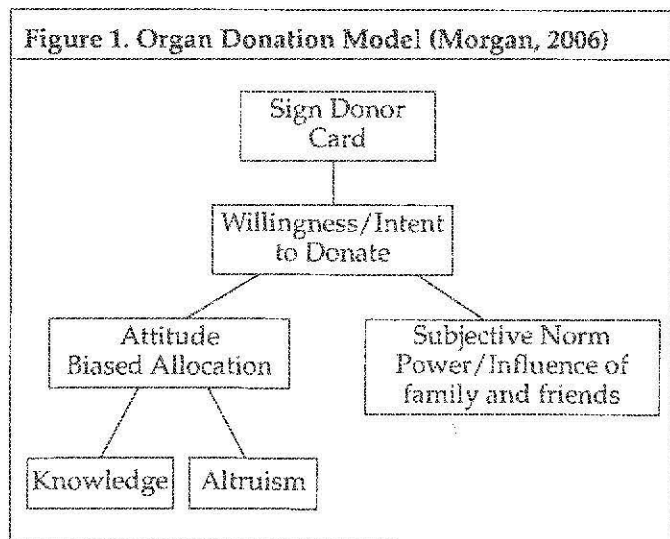 Figure 1. Organ Donation Model (Morgan, 2006)
Sign Donor
Card
Willingness/Intent
to Donate
Attitude
Biased Allocation
Subjective Norm
Power/Influence of
family and friends
Knowledge
Altruism